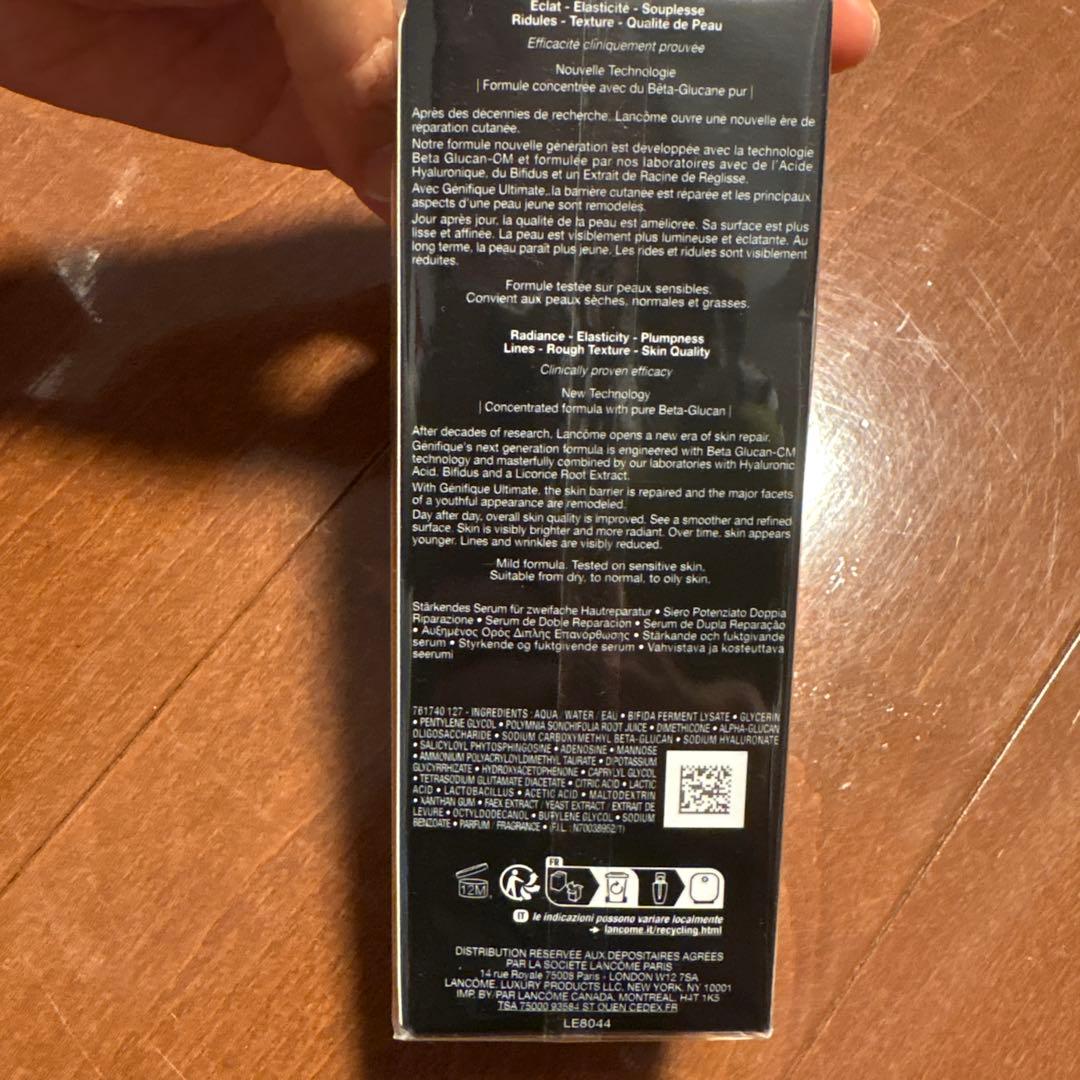 Éclat - Élasticité - Souplesse
Ridules - Texture - Qualité de Peau
Efficacité cliniquement prouvée
Nouvelle Technologie
| Formule concentrée avec du Bêta-Glucane pur |
Après des décennies de recherche, Lancôme ouvre une nouvelle ère de
réparation cutanée.
Notre formule nouvelle génération est développée avec la technologie
Beta Glucan-CM et formulée par nos laboratoires avec de l'Acide
Hyaluronique, du Bifidus et un Extrait de Racine de Réglisse.
Avec Génifique Ultimate, la barrière cutanée est réparée et les principaux
aspects d'une peau jeune sont remodelés.
Jour après jour, la qualité de la peau est améliorée. Sa surface est plus
lisse et affinée. La peau est visiblement plus lumineuse et éclatante. Au
long terme, la peau paraît plus jeune. Les rides et ridules sont visiblement
réduites.
Formule testée sur peaux sensibles.
Convient aux peaux sèches, normales et grasses.
Radiance - Elasticity - Plumpness
Lines - Rough Texture - Skin Quality
Clinically proven efficacy
New Technology
| Concentrated formula with pure Beta-Glucan |
After decades of research, Lancôme opens a new era of skin repair.
Génifique's next generation formula is engineered with Beta Glucan-CM
technology and masterfully combined by our laboratories with Hyaluronic
Acid, Bifidus and a Licorice Root Extract.
With Génifique Ultimate, the skin barrier is repaired and the major facets
of a youthful appearance are remodeled.
Day after day, overall skin quality is improved. See a smoother and refined
surface. Skin is visibly brighter and more radiant. Over time, skin appears
younger. Lines and wrinkles are visibly reduced.
Mild formula. Tested on sensitive skin.
Suitable from dry, to normal, to oily skin.
Stärkendes Serum für zweifache Hautreparatur • Siero Potenziato Doppia
Riparazione • Serum de Doble Reparación • Serum de Dupla Reparação
• Αυξημένος Ορός Διπλής Επανόρθωσης • Stärkande och fuktgivande
serum • Styrkende og fuktgivende serum • Vahvistava ja kosteuttava
seerumi
761740 127 - INGREDIENTS : AQUA / WATER / EAU • BIFIDA FERMENT LYSATE • GLYCERIN
• PENTYLENE GLYCOL • POLYMNIA SONCHIFOLIA ROOT JUICE • DIMETHICONE • ALPHA-GLUCAN
OLIGOSACCHARIDE • SODIUM CARBOXYMETHYL BETA-GLUCAN • SODIUM HYALURONATE
• SALICYLOYL PHYTOSPHINGOSINE • ADENOSINE • MANNOSE
• AMMONIUM POLYACRYLOYLDIMETHYL TAURATE • DIPOTASSIUM
GLYCYRRHIZATE • HYDROXYACETOPHENONE • CAPRYLYL GLYCOL
• TETRASODIUM GLUTAMATE DIACETATE • CITRIC ACID • LACTIC
ACID • LACTOBACILLUS • ACETIC ACID • MALTODEXTRIN
• XANTHAN GUM • FAEX EXTRACT / YEAST EXTRACT / EXTRAIT DE
LEVURE • OCTYLDODECANOL • BUTYLENE GLYCOL • SODIUM
BENZOATE • PARFUM / FRAGRANCE • (F.I.L. : N70038952/1)
12M
FR
IT le indicazioni possono variare localmente
lancome.it/recycling.html
DISTRIBUTION RÉSERVÉE AUX DÉPOSITAIRES AGRÉÉS
PAR LA SOCIÉTÉ LANCÔME PARIS
14 rue Royale 75008 Paris - LONDON W12 7SA
LANCÔME, LUXURY PRODUCTS LLC, NEW YORK, NY 10001
IMP. BY/PAR LANCÔME CANADA, MONTREAL, H4T 1K5
TSA 75000 93584 ST OUEN CEDEX FR
LE8044